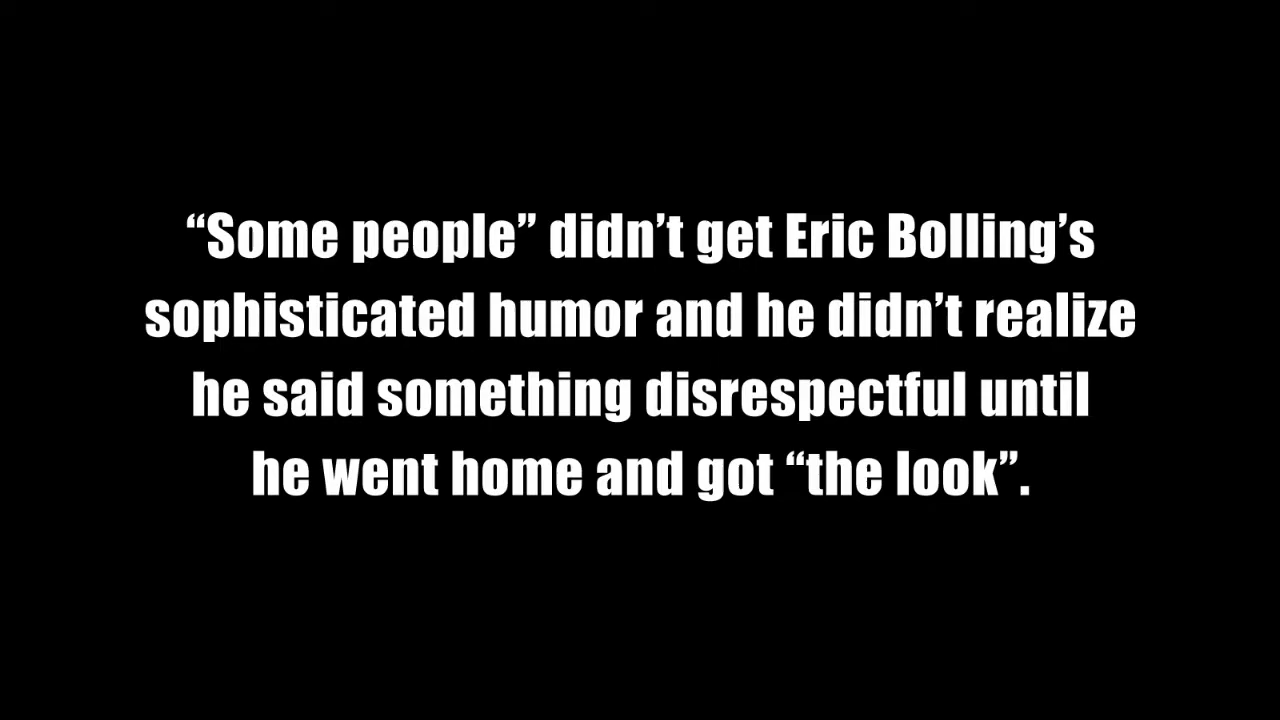 “Some people” didn’t get Eric Bolling’s
sophisticated humor and he didn’t realize
he said something disrespectful until
he went home and got “the look”.